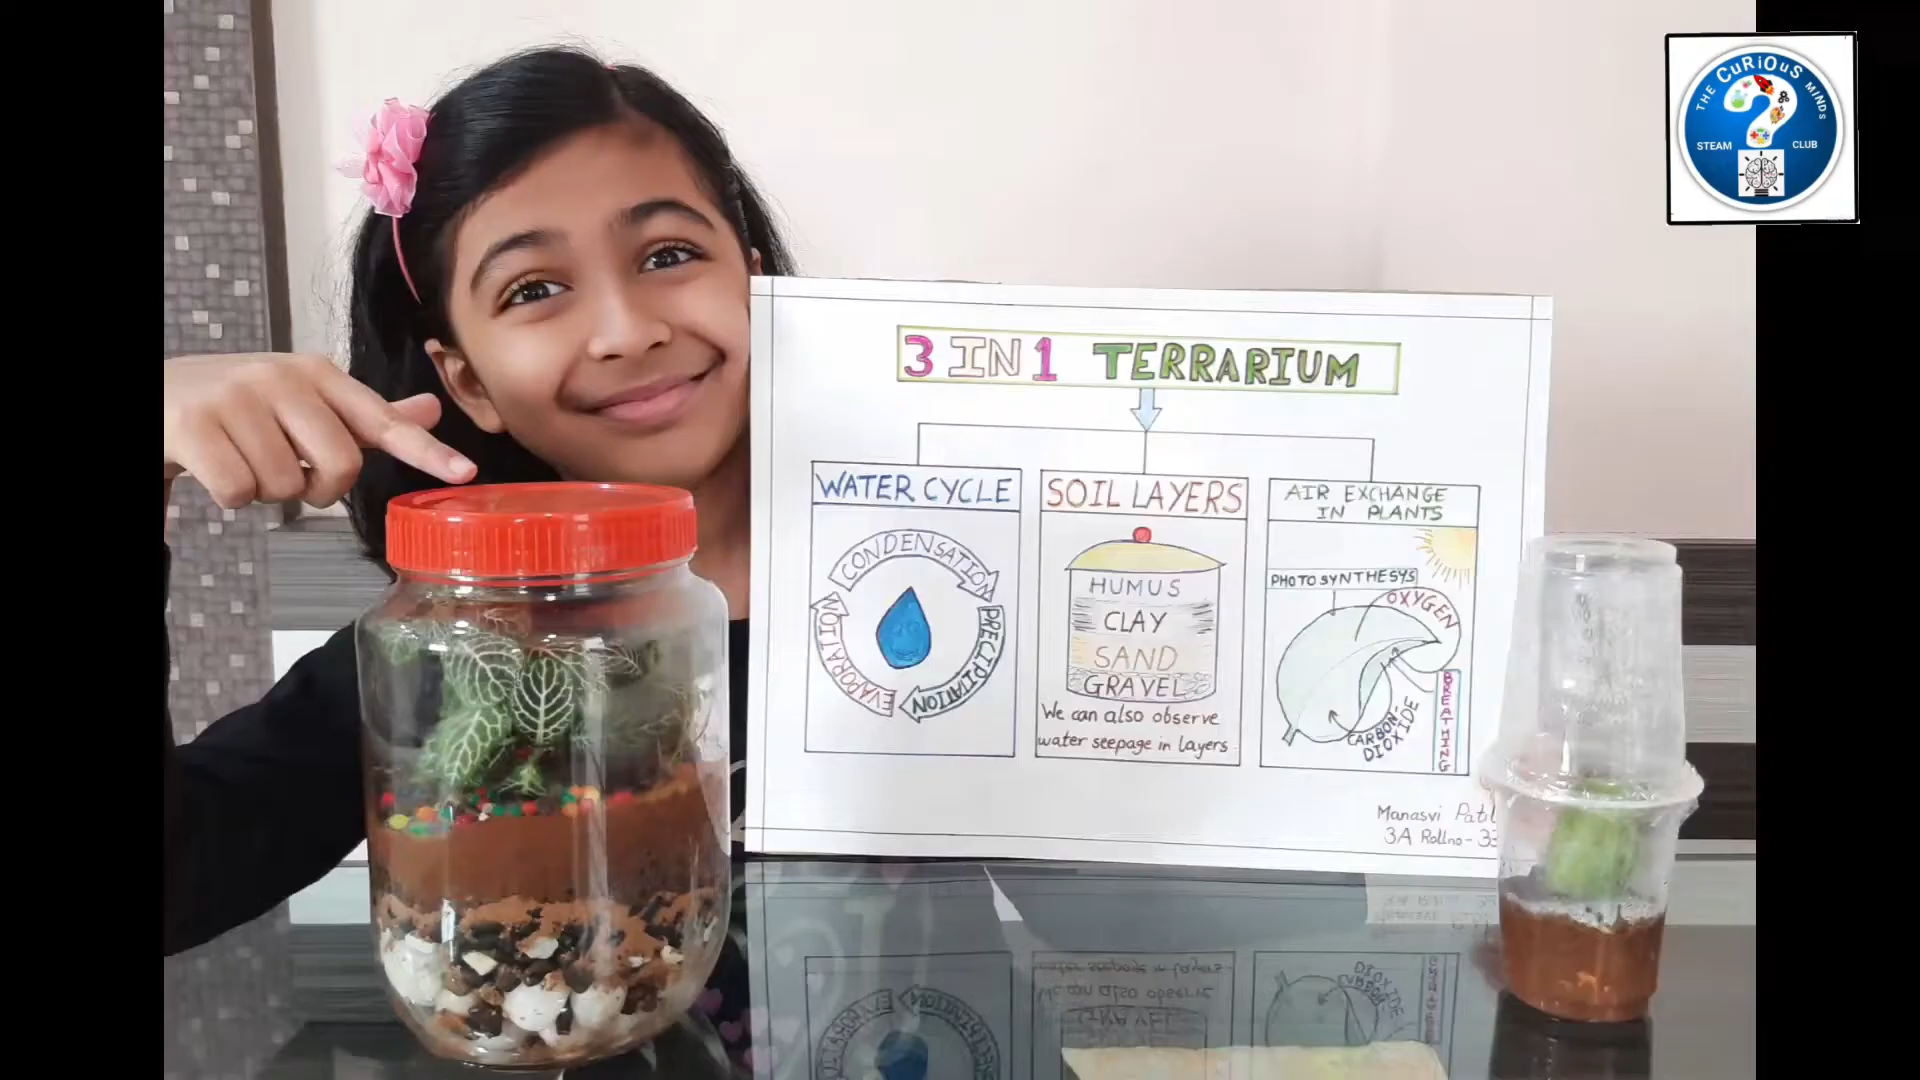 THE CuRiOuS MINDS
STEAM CLUB
3 IN 1 TERRARIUM
WATER CYCLE
CONDENSATION
PRECIPITATION
EVAPORATION
SOIL LAYERS
HUMUS
CLAY
SAND
GRAVEL
We can also observe
water seepage in layers
AIR EXCHANGE
IN PLANTS
PHOTOSYNTHESYS
OXYGEN
CARBON-
DIOXIDE
BREATHING
Manasvi Patil
3A Rollno - 33